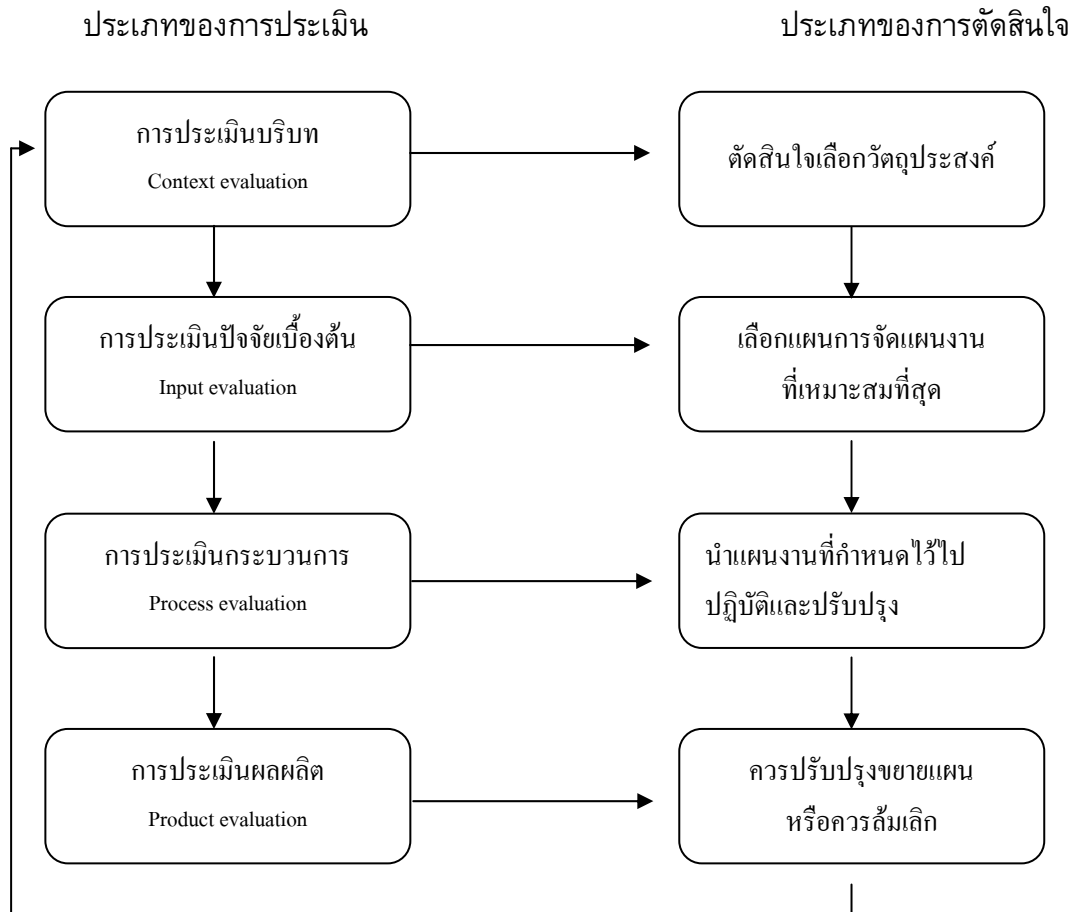 ประเภทของการประเมิน
ประเภทของการตัดสินใจ
การประเมินบริบท
Context evaluation
ตัดสินใจเลือกวัตถุประสงค์
การประเมินปัจจัยเบื้องต้น
Input evaluation
เลือกแผนการจัดแผนงาน
ที่เหมาะสมที่สุด
การประเมินกระบวนการ
Process evaluation
นำแผนงานที่กำหนดไว้ไป
ปฏิบัติและปรับปรุง
การประเมินผลผลิต
Product evaluation
ควรปรับปรุงขยายแผน
หรือควรล้มเลิก